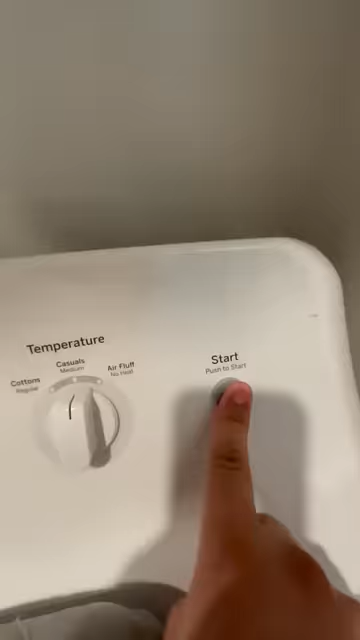 Temperature
Casuals
Medium
Cottons
Regular
Air Fluff
No Heat
Start
Push to Start